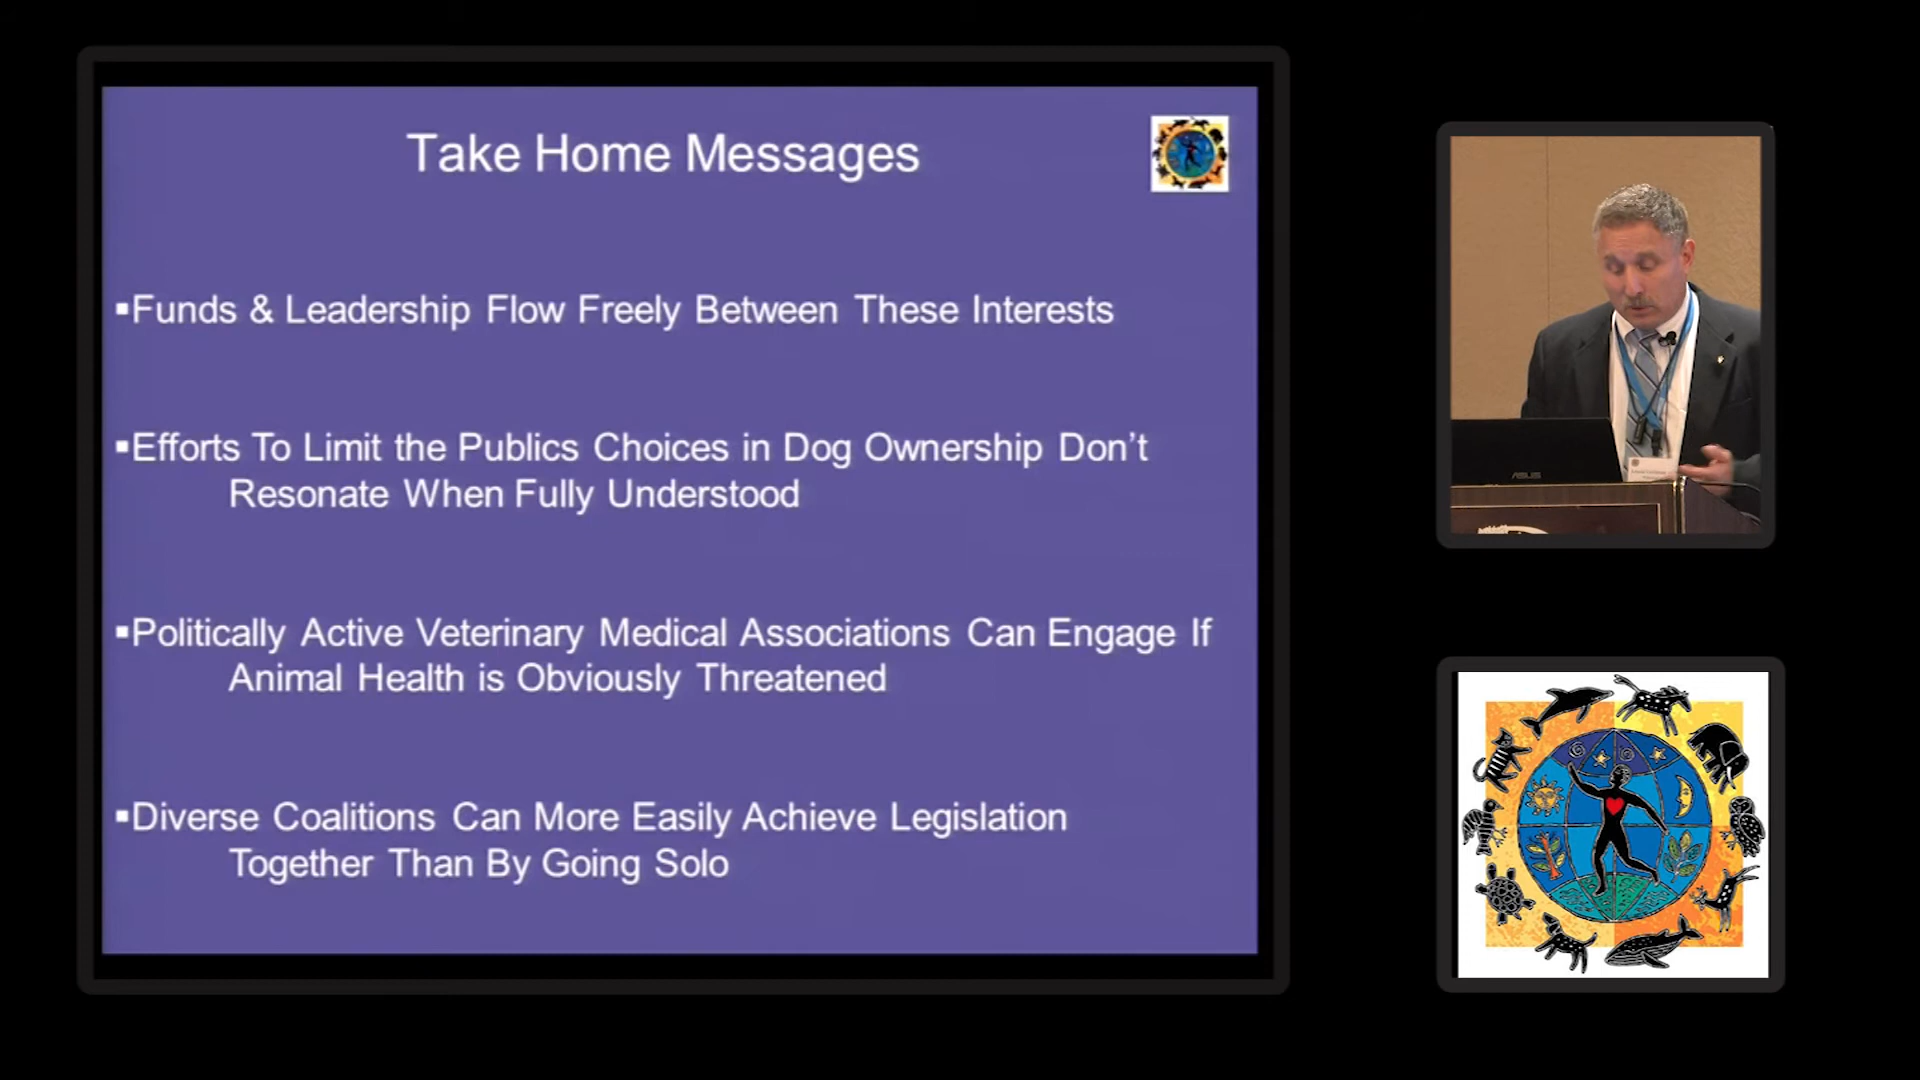 Take Home Messages
▪Funds & Leadership Flow Freely Between These Interests
▪Efforts To Limit the Publics Choices in Dog Ownership Don't
Resonate When Fully Understood
▪Politically Active Veterinary Medical Associations Can Engage If
Animal Health is Obviously Threatened
▪Diverse Coalitions Can More Easily Achieve Legislation
Together Than By Going Solo
ASUS